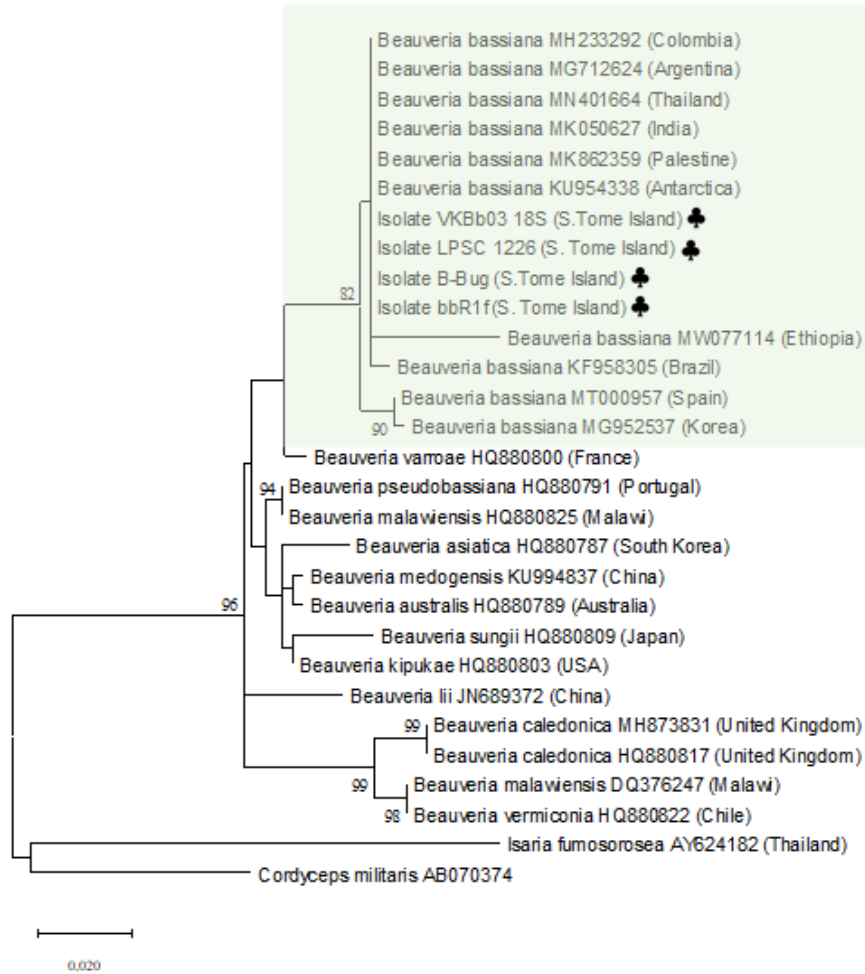 Beauveria bassiana MH233292 (Colombia)
Beauveria bassiana MG712624 (Argentina)
Beauveria bassiana MN401664 (Thailand)
Beauveria bassiana MK050627 (India)
Beauveria bassiana MK862359 (Palestine)
Beauveria bassiana KU954338 (Antarctica)
Isolate VKBb03 18S (S.Tome Island)
Isolate LPSC 1226 (S. Tome Island)
Isolate B-Bug (S.Tome Island)
Isolate bbR1f(S. Tome Island)
82
Beauveria bassiana MW077114 (Ethiopia)
Beauveria bassiana KF958305 (Brazil)
Beauveria bassiana MT000957 (Spain)
90
Beauveria bassiana MG952537 (Korea)
Beauveria varroae HQ880800 (France)
94
Beauveria pseudobassiana HQ880791 (Portugal)
Beauveria malawiensis HQ880825 (Malawi)
Beauveria asiatica HQ880787 (South Korea)
Beauveria medogensis KU994837 (China)
96
Beauveria australis HQ880789 (Australia)
Beauveria sungii HQ880809 (Japan)
Beauveria kipukae HQ880803 (USA)
Beauveria lii JN689372 (China)
99
Beauveria caledonica MH873831 (United Kingdom)
Beauveria caledonica HQ880817 (United Kingdom)
99
Beauveria malawiensis DQ376247 (Malawi)
98
Beauveria vermiconia HQ880822 (Chile)
Isaria fumosorosea AY624182 (Thailand)
Cordyceps militaris AB070374
0,020